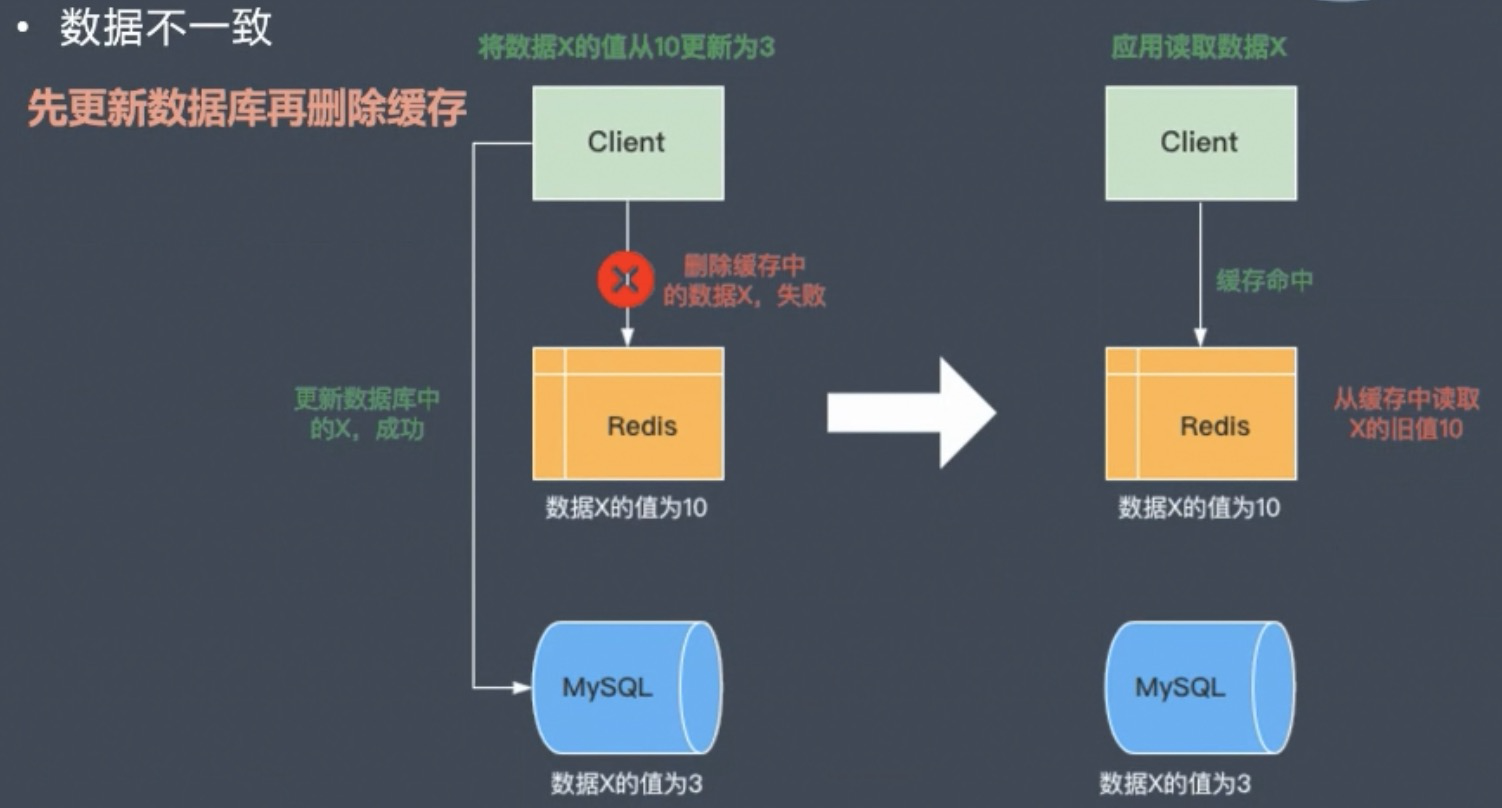 • 数据不一致
先更新数据库再删除缓存
将数据X的值从10更新为3
Client
删除缓存中
的数据X，失败
更新数据库中
的X，成功
Redis
数据X的值为10
MySQL
数据X的值为3
应用读取数据X
Client
缓存命中
Redis
从缓存中读取
X的旧值10
数据X的值为10
MySQL
数据X的值为3